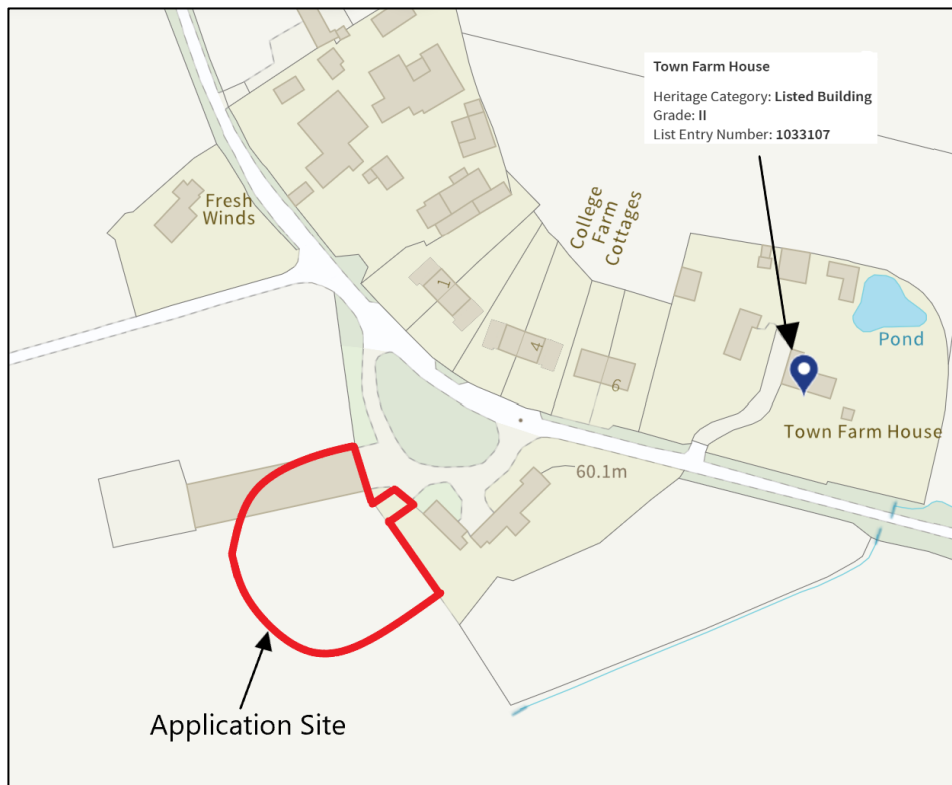 Town Farm House
Heritage Category: Listed Building
Grade: II
List Entry Number: 1033107
Fresh
Winds
College
Farm
Cottages
1
4
6
Pond
Town Farm House
60.1m
Application Site